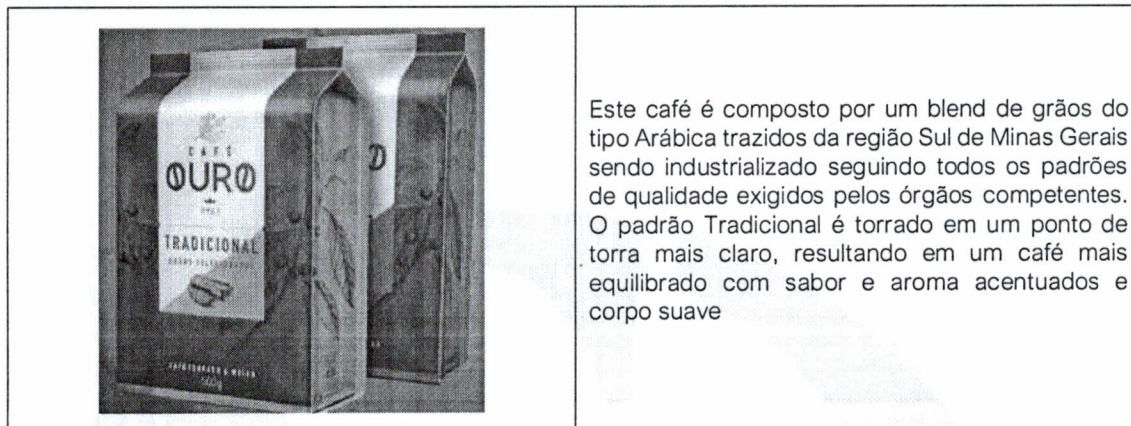 CAFÉ
OURO
TRADICIONAL
Este café é composto por um blend de grãos do
tipo Arábica trazidos da região Sul de Minas Gerais
sendo industrializado seguindo todos os padrões
de qualidade exigidos pelos órgãos competentes.
O padrão Tradicional é torrado em um ponto de
torra mais claro, resultando em um café mais
equilibrado com sabor e aroma acentuados e
corpo suave